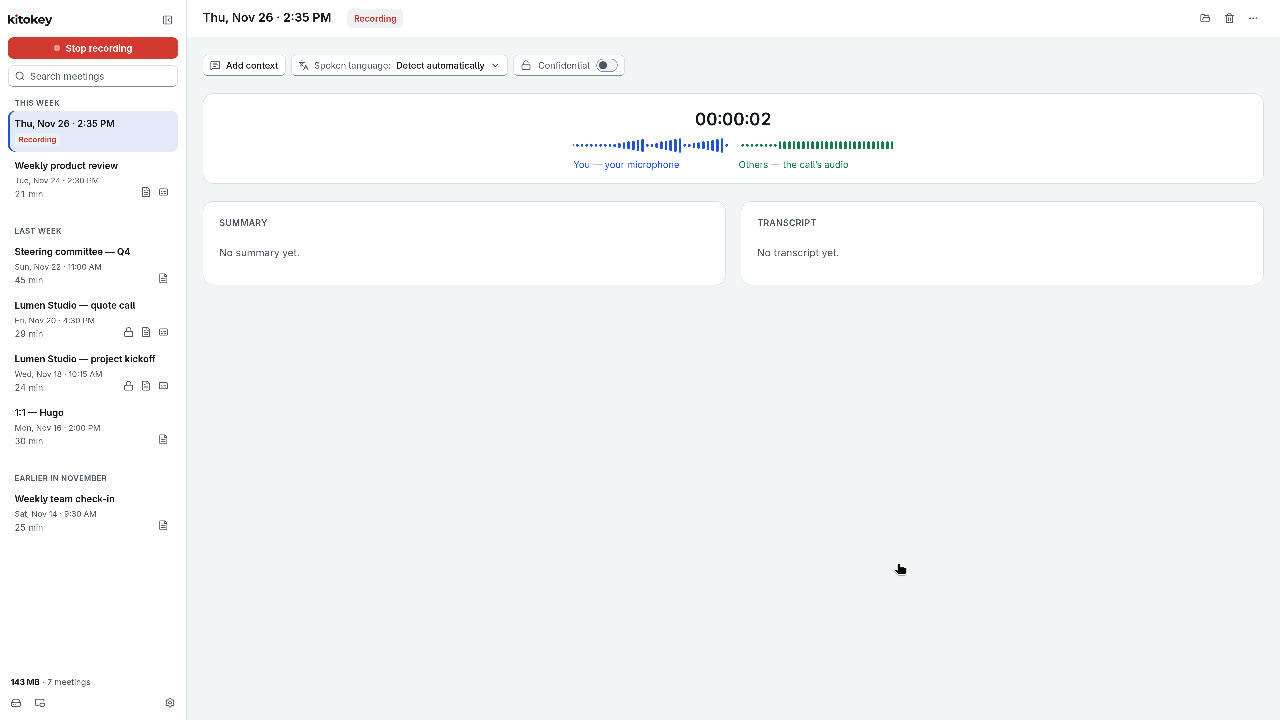 kitokey
Stop recording
Search meetings
THIS WEEK
Thu, Nov 26 · 2:35 PM
Recording
Weekly product review
Tue, Nov 24 · 2:30 PM
21 min
LAST WEEK
Steering committee — Q4
Sun, Nov 22 · 11:00 AM
45 min
Lumen Studio — quote call
Fri, Nov 20 · 4:30 PM
29 min
Lumen Studio — project kickoff
Wed, Nov 18 · 10:15 AM
24 min
1:1 — Hugo
Mon, Nov 16 · 2:00 PM
30 min
EARLIER IN NOVEMBER
Weekly team check-in
Sat, Nov 14 · 9:30 AM
25 min
143 MB · 7 meetings
Thu, Nov 26 · 2:35 PM Recording
Add context Spoken language: Detect automatically Confidential
00:00:02
You — your microphone Others — the call's audio
SUMMARY
No summary yet.
TRANSCRIPT
No transcript yet.